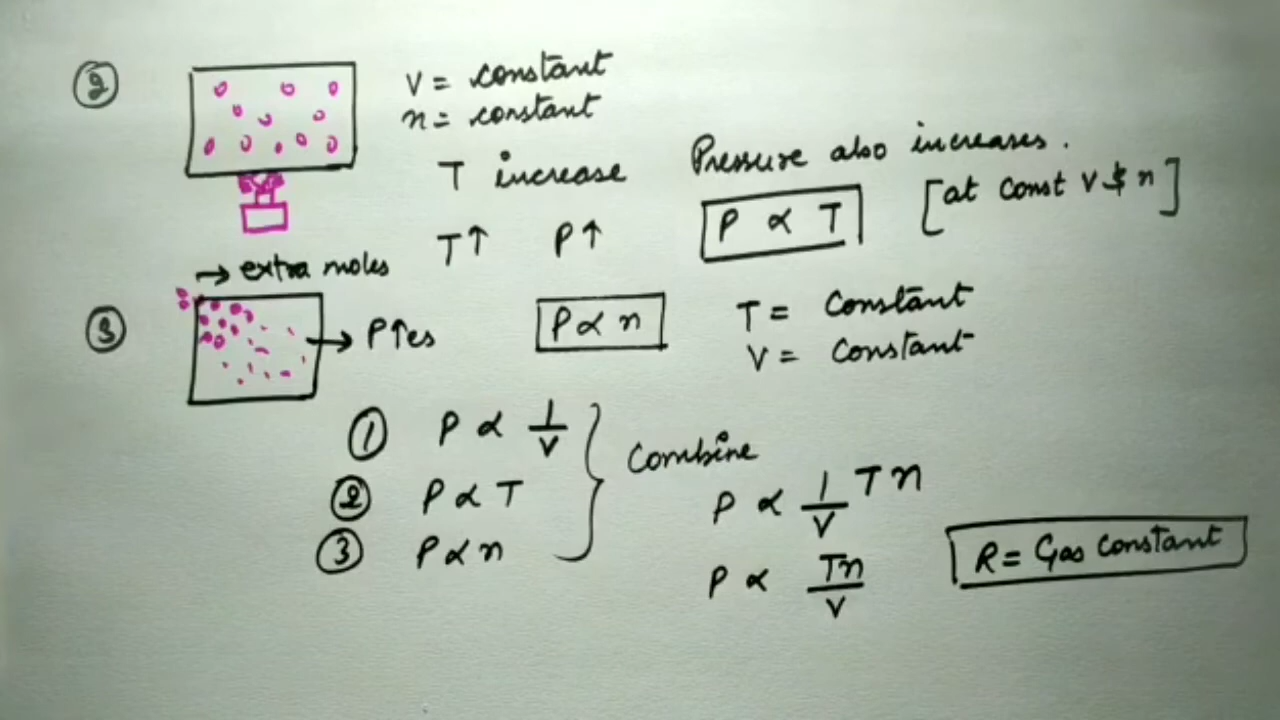 ②
V = constant
n = constant
T increase
Pressure also increases.
T↑ P↑
P ∝ T
[at const V & n]
→ extra moles
③
→ P↑es
P ∝ n
T = Constant
V = Constant
① P ∝ 1/V
② P ∝ T
③ P ∝ n
Combine
P ∝ 1/V T n
P ∝ Tn/V
R = Gas constant